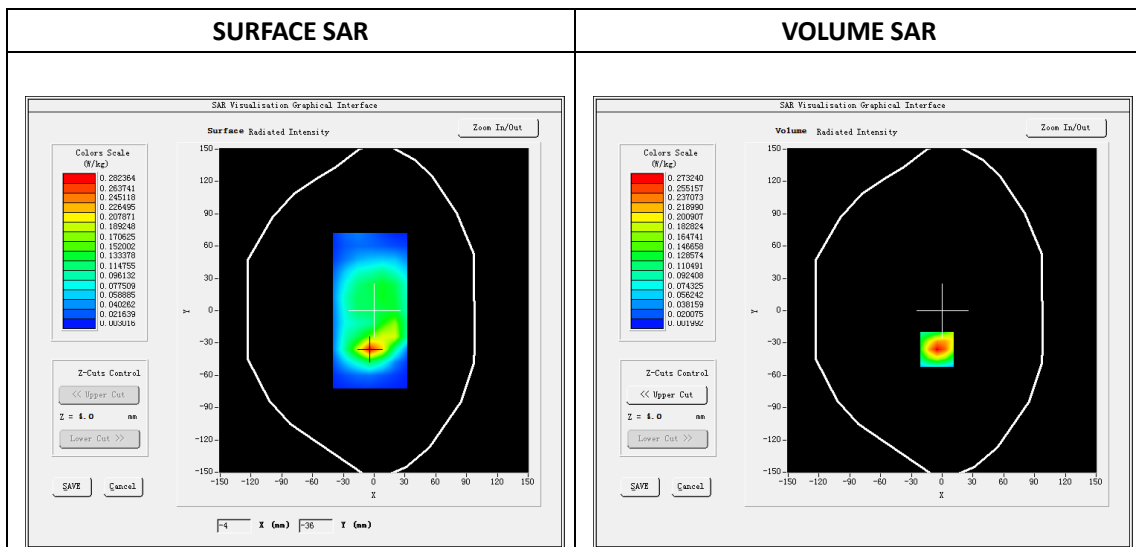 SURFACE SAR
VOLUME SAR
SAR Visualisation Graphical Interface
Surface Radiated Intensity
Zoom In/Out
Colors Scale
(W/kg)
0.282364
0.263741
0.245118
0.226495
0.207871
0.189248
0.170625
0.152002
0.133378
0.114755
0.096132
0.077509
0.058885
0.040262
0.021639
0.003016
Z-Cuts Control
<< Upper Cut
Z = 4.0 mm
Lower Cut >>
SAVE
Cancel
150
120
90
60
30
0
-30
-60
-90
-120
-150
Y
-150 -120 -90 -60 -30 0 30 60 90 120 150
X
-4 X (mm) -36 Y (mm)
SAR Visualisation Graphical Interface
Volume Radiated Intensity
Zoom In/Out
Colors Scale
(W/kg)
0.273240
0.255157
0.237073
0.218990
0.200907
0.182824
0.164741
0.146658
0.128574
0.110491
0.092408
0.074325
0.056242
0.038159
0.020075
0.001992
Z-Cuts Control
<< Upper Cut
Z = 4.0 mm
Lower Cut >>
SAVE
Cancel
150
120
90
60
30
0
-30
-60
-90
-120
-150
Y
-150 -120 -90 -60 -30 0 30 60 90 120 150
X